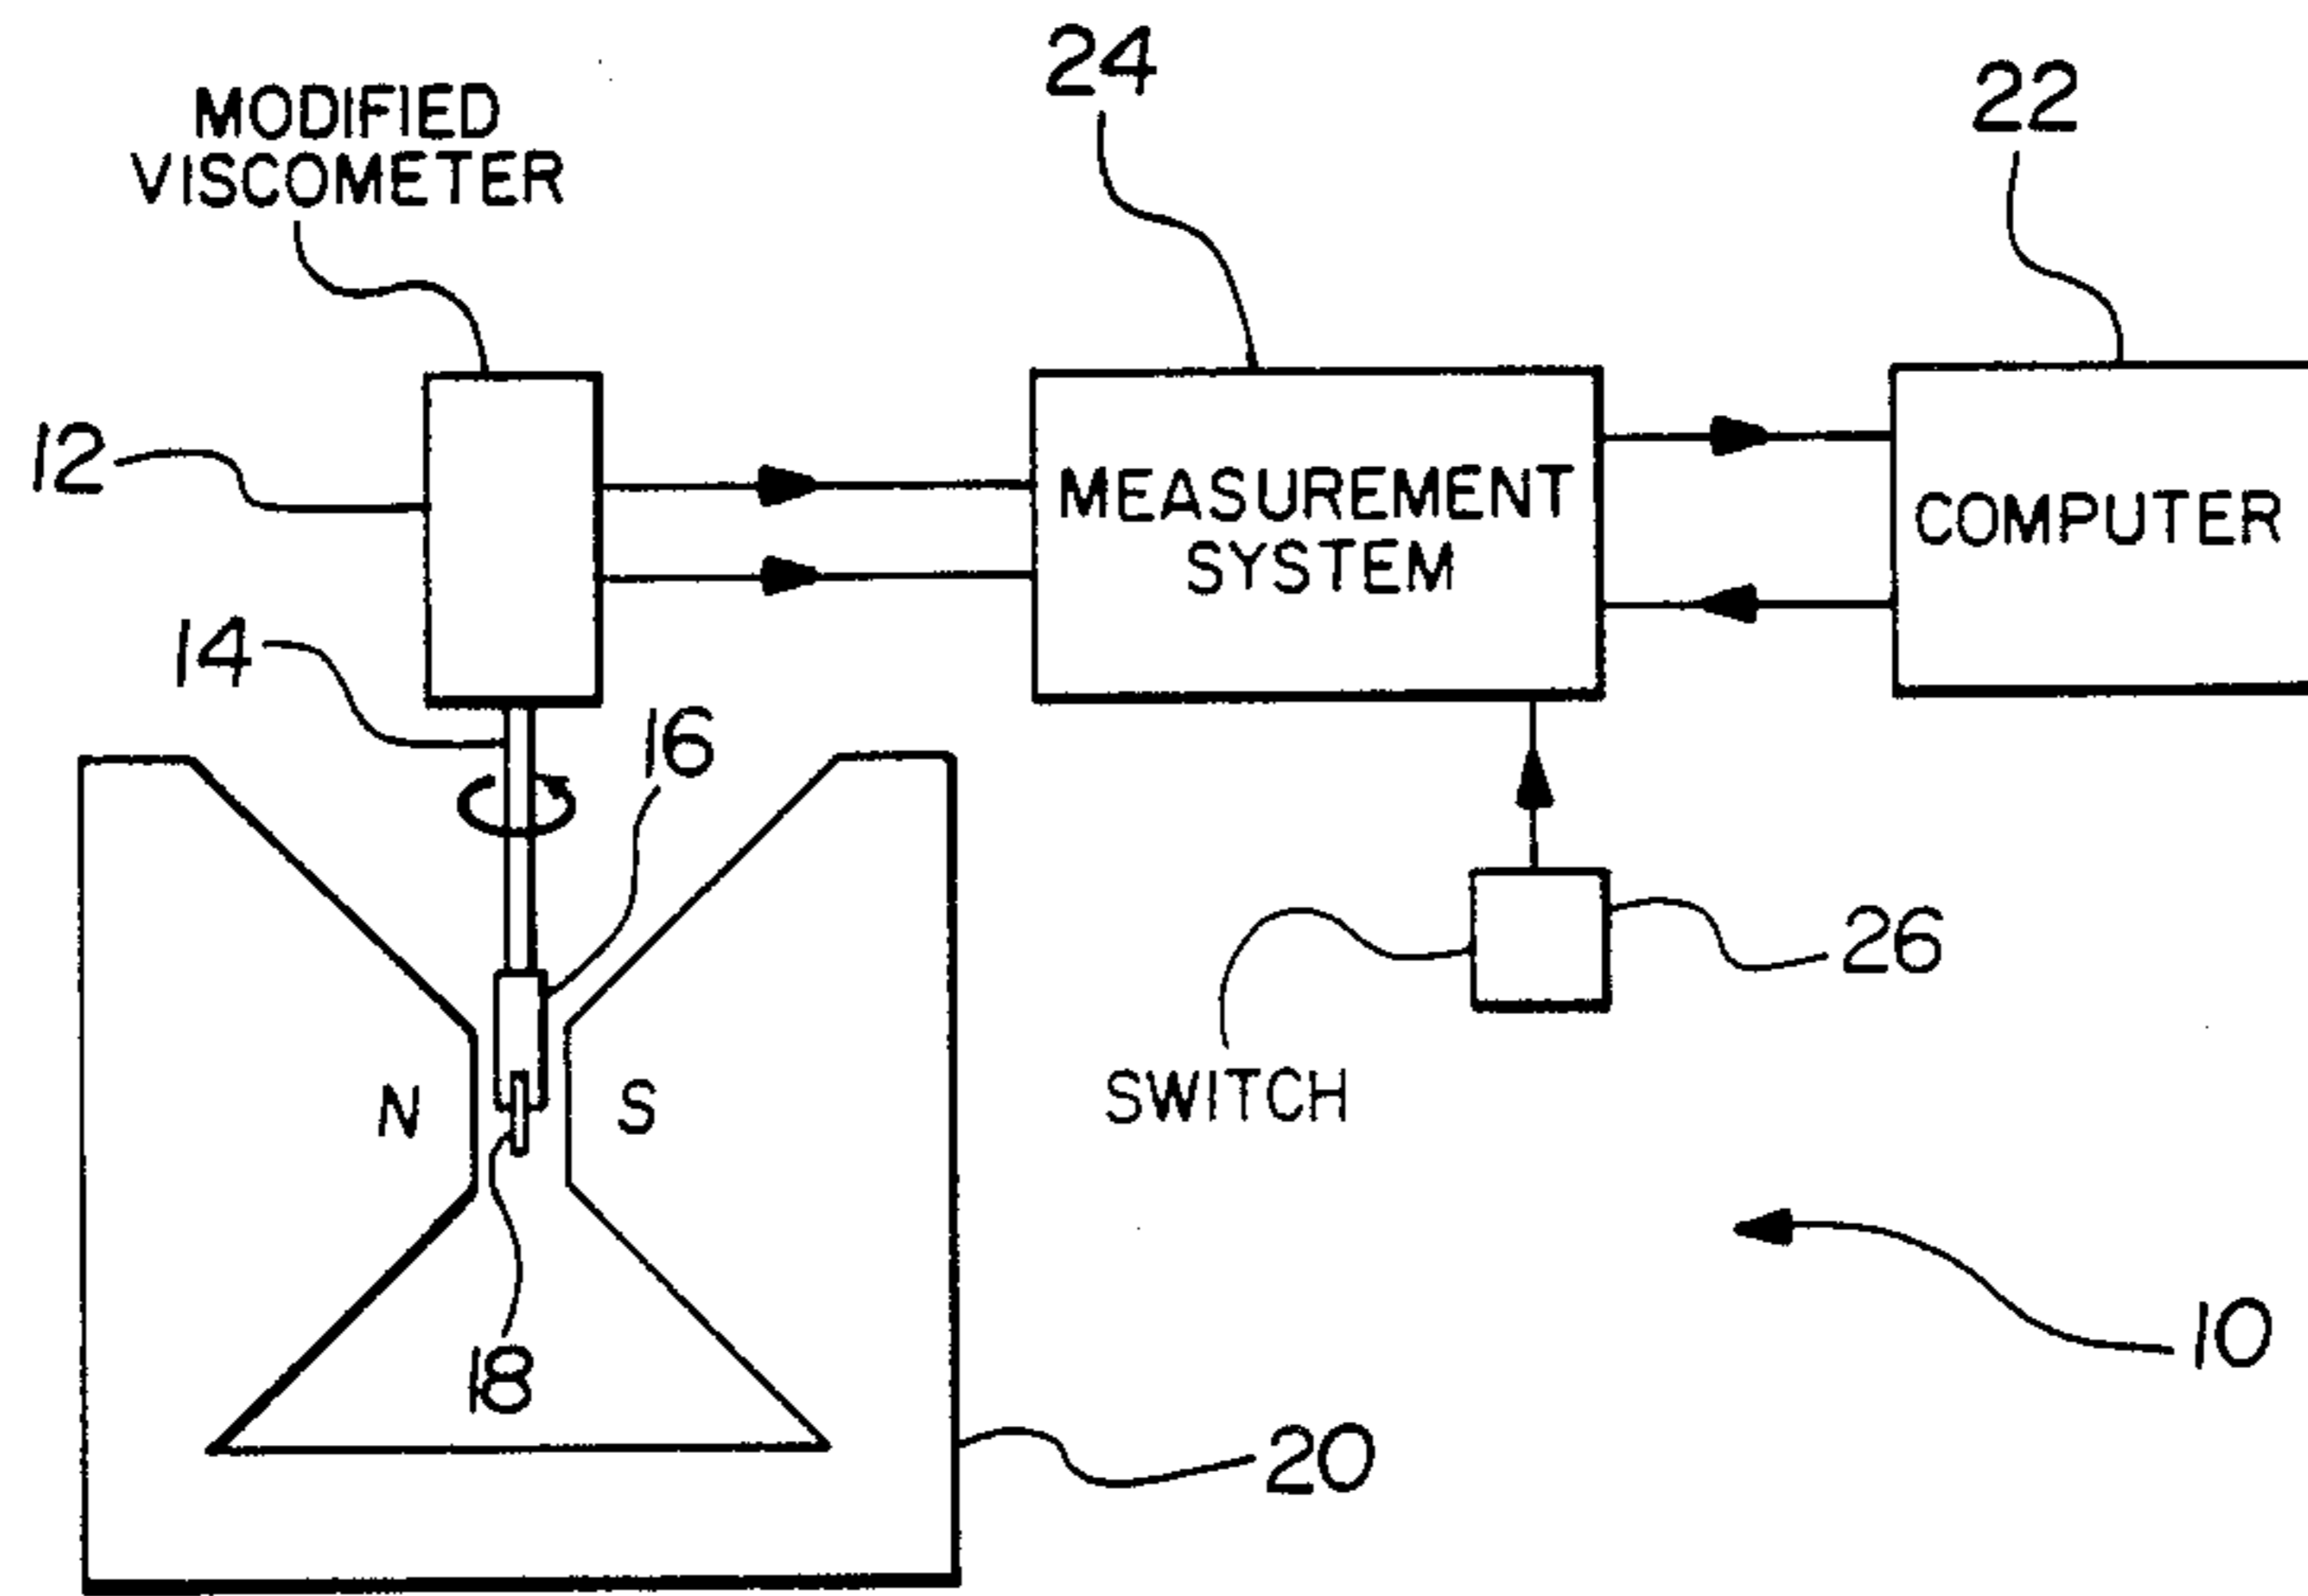 24
22
MODIFIED
VISCOMETER
12
MEASUREMENT
SYSTEM
COMPUTER
14
16
26
N
S
SWITCH
18
10
20